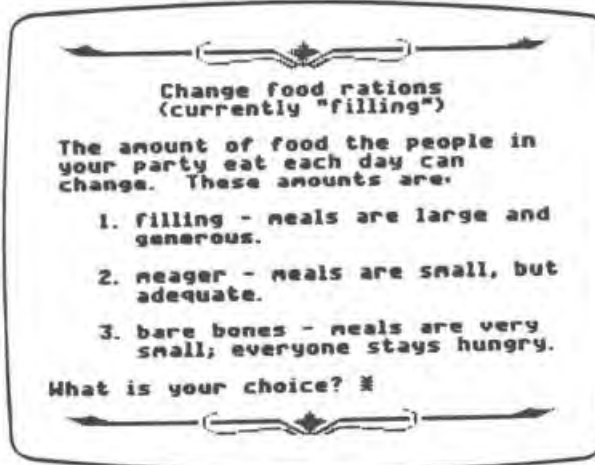 Change food rations
(currently "filling")
The amount of food the people in
your party eat each day can
change. These amounts are:
1. filling - meals are large and
generous.
2. meager - meals are small, but
adequate.
3. bare bones - meals are very
small; everyone stays hungry.
What is your choice?